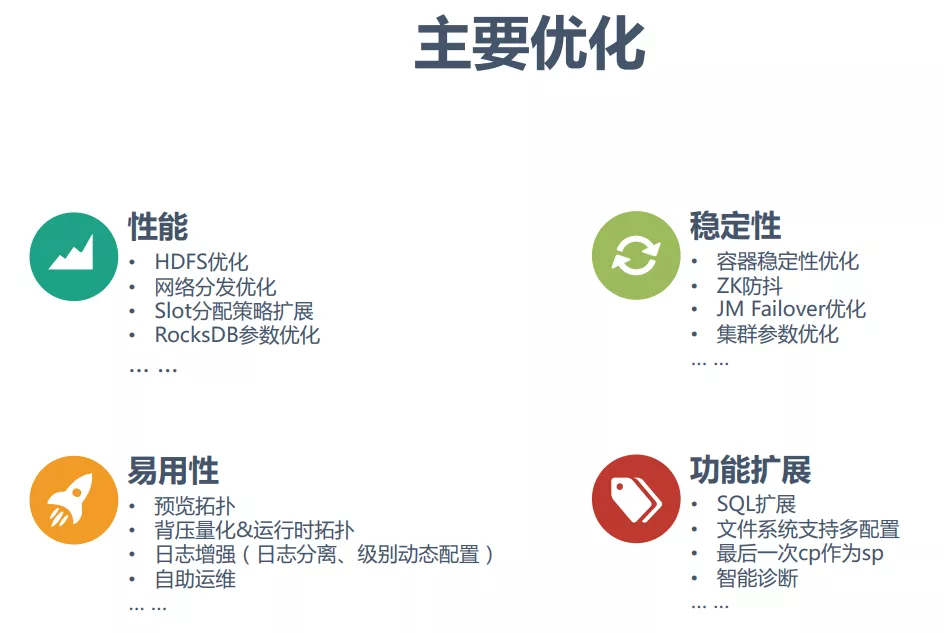 主要优化
性能
• HDFS优化
• 网络分发优化
• Slot分配策略扩展
• RocksDB参数优化
... ...
稳定性
• 容器稳定性优化
• ZK防抖
• JM Failover优化
• 集群参数优化
... ...
易用性
• 预览拓扑
• 背压量化&运行时拓扑
• 日志增强（日志分离、级别动态配置）
• 自助运维
... ...
功能扩展
• SQL扩展
• 文件系统支持多配置
• 最后一次cp作为sp
• 智能诊断
... ...